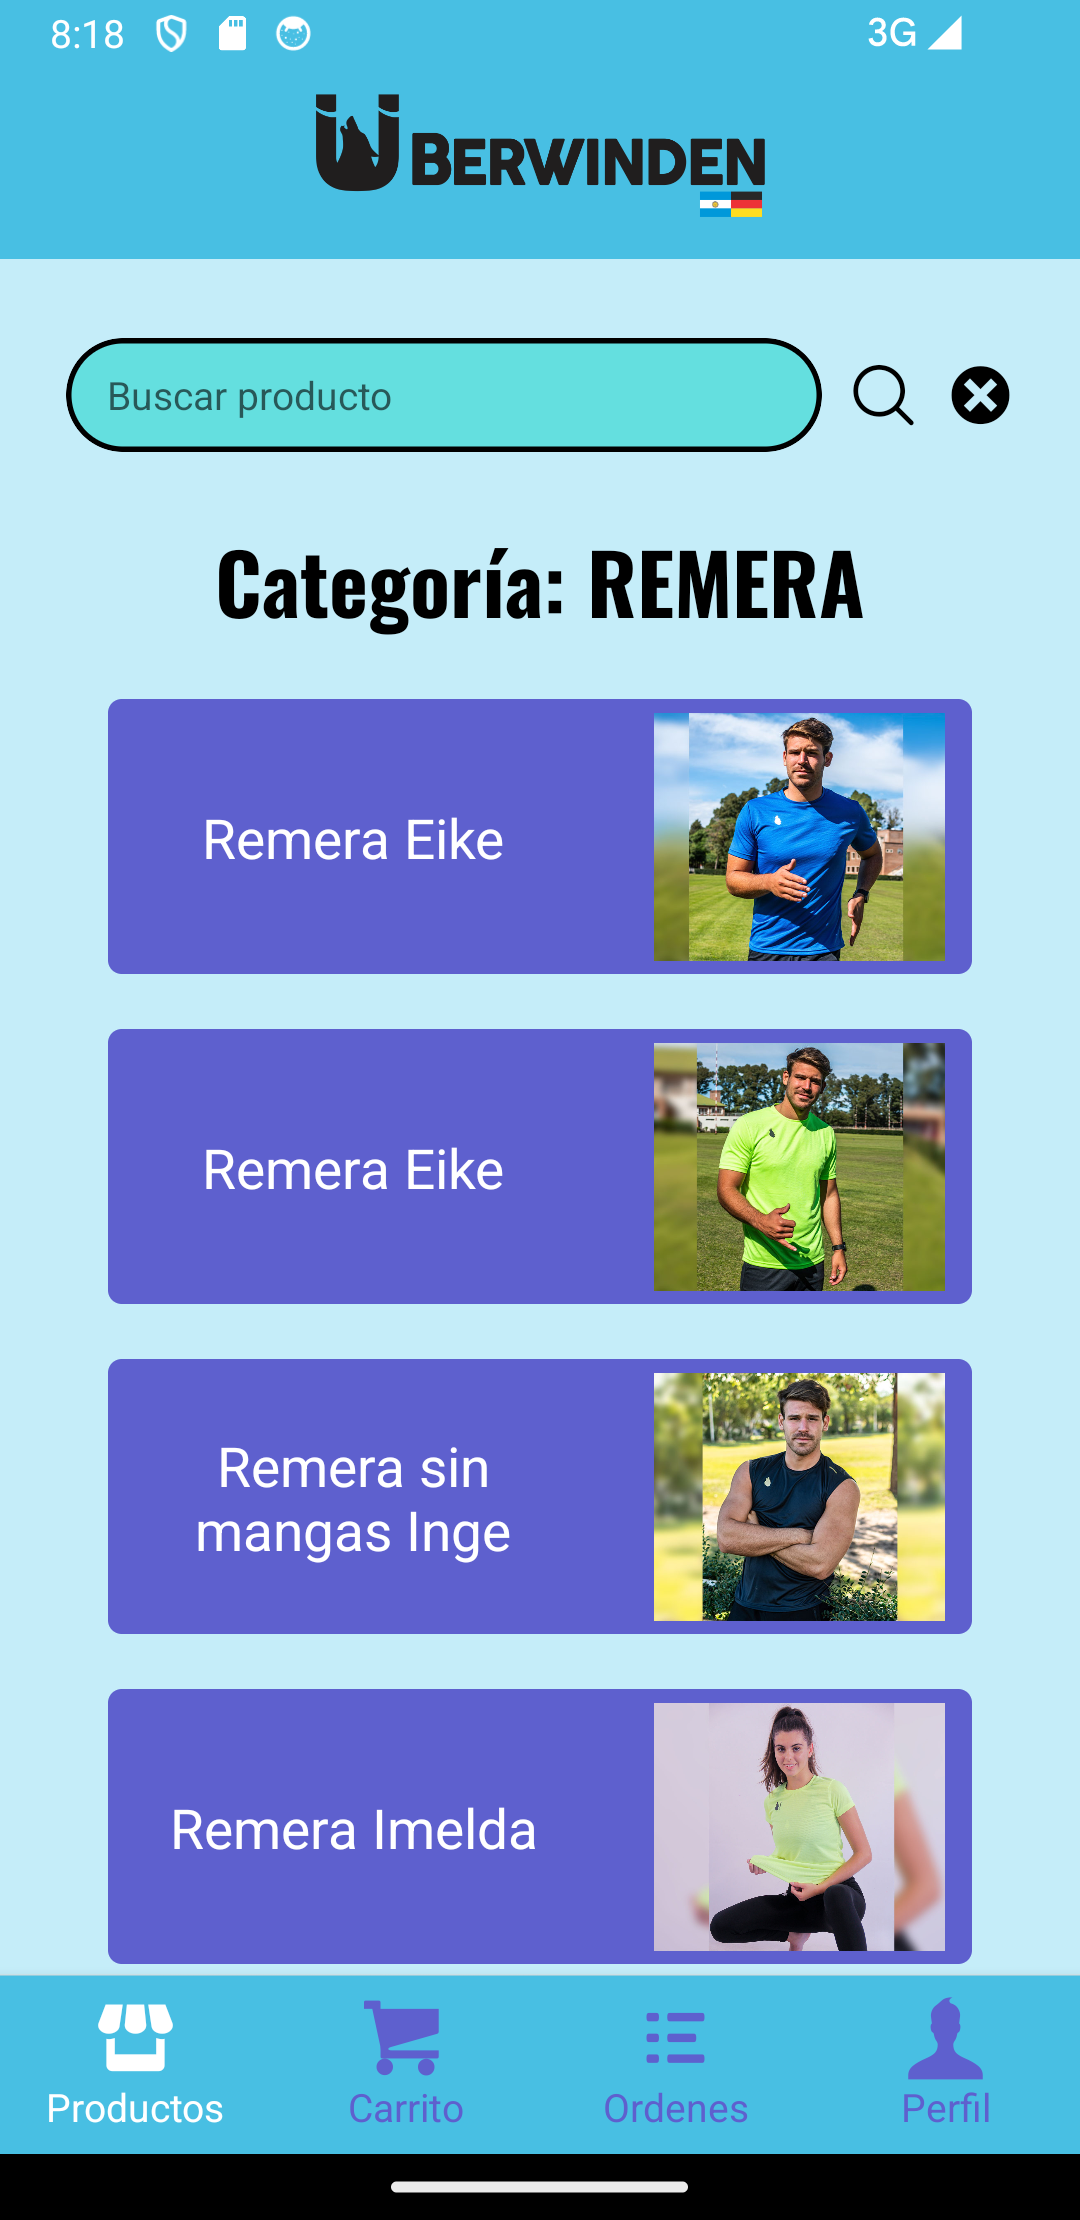 8:18
3G
ÜBERWINDEN
Buscar producto
Categoría: REMERA
Remera Eike
Remera Eike
Remera sin
mangas Inge
Remera Imelda
Productos
Carrito
Ordenes
Perfil